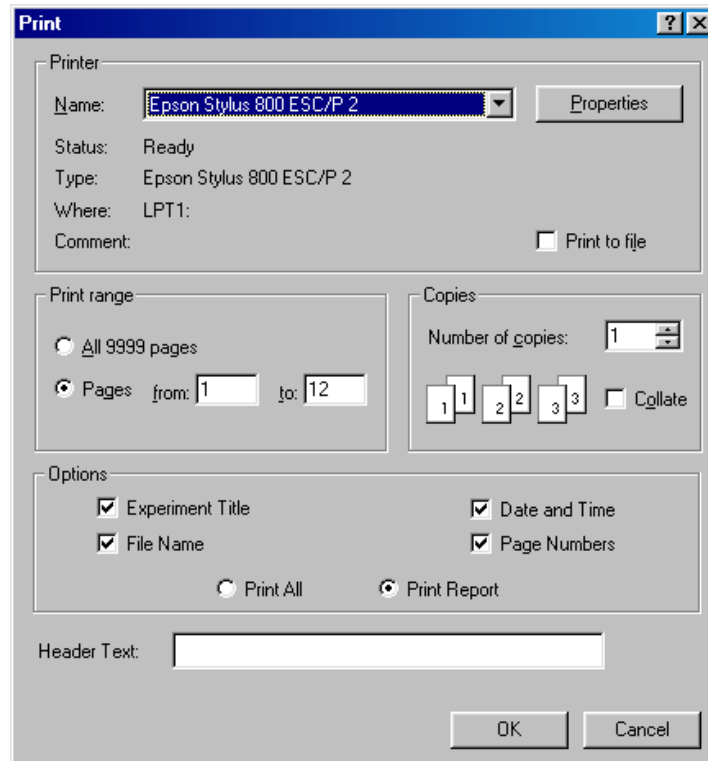 Print
Printer
Name: Epson Stylus 800 ESC/P 2 Properties
Status: Ready
Type: Epson Stylus 800 ESC/P 2
Where: LPT1:
Comment: Print to file
Print range
All 9999 pages
Pages from: 1 to: 12
Copies
Number of copies: 1
1 1 2 2 3 3 Collate
Options
Experiment Title Date and Time
File Name Page Numbers
Print All Print Report
Header Text:
OK Cancel